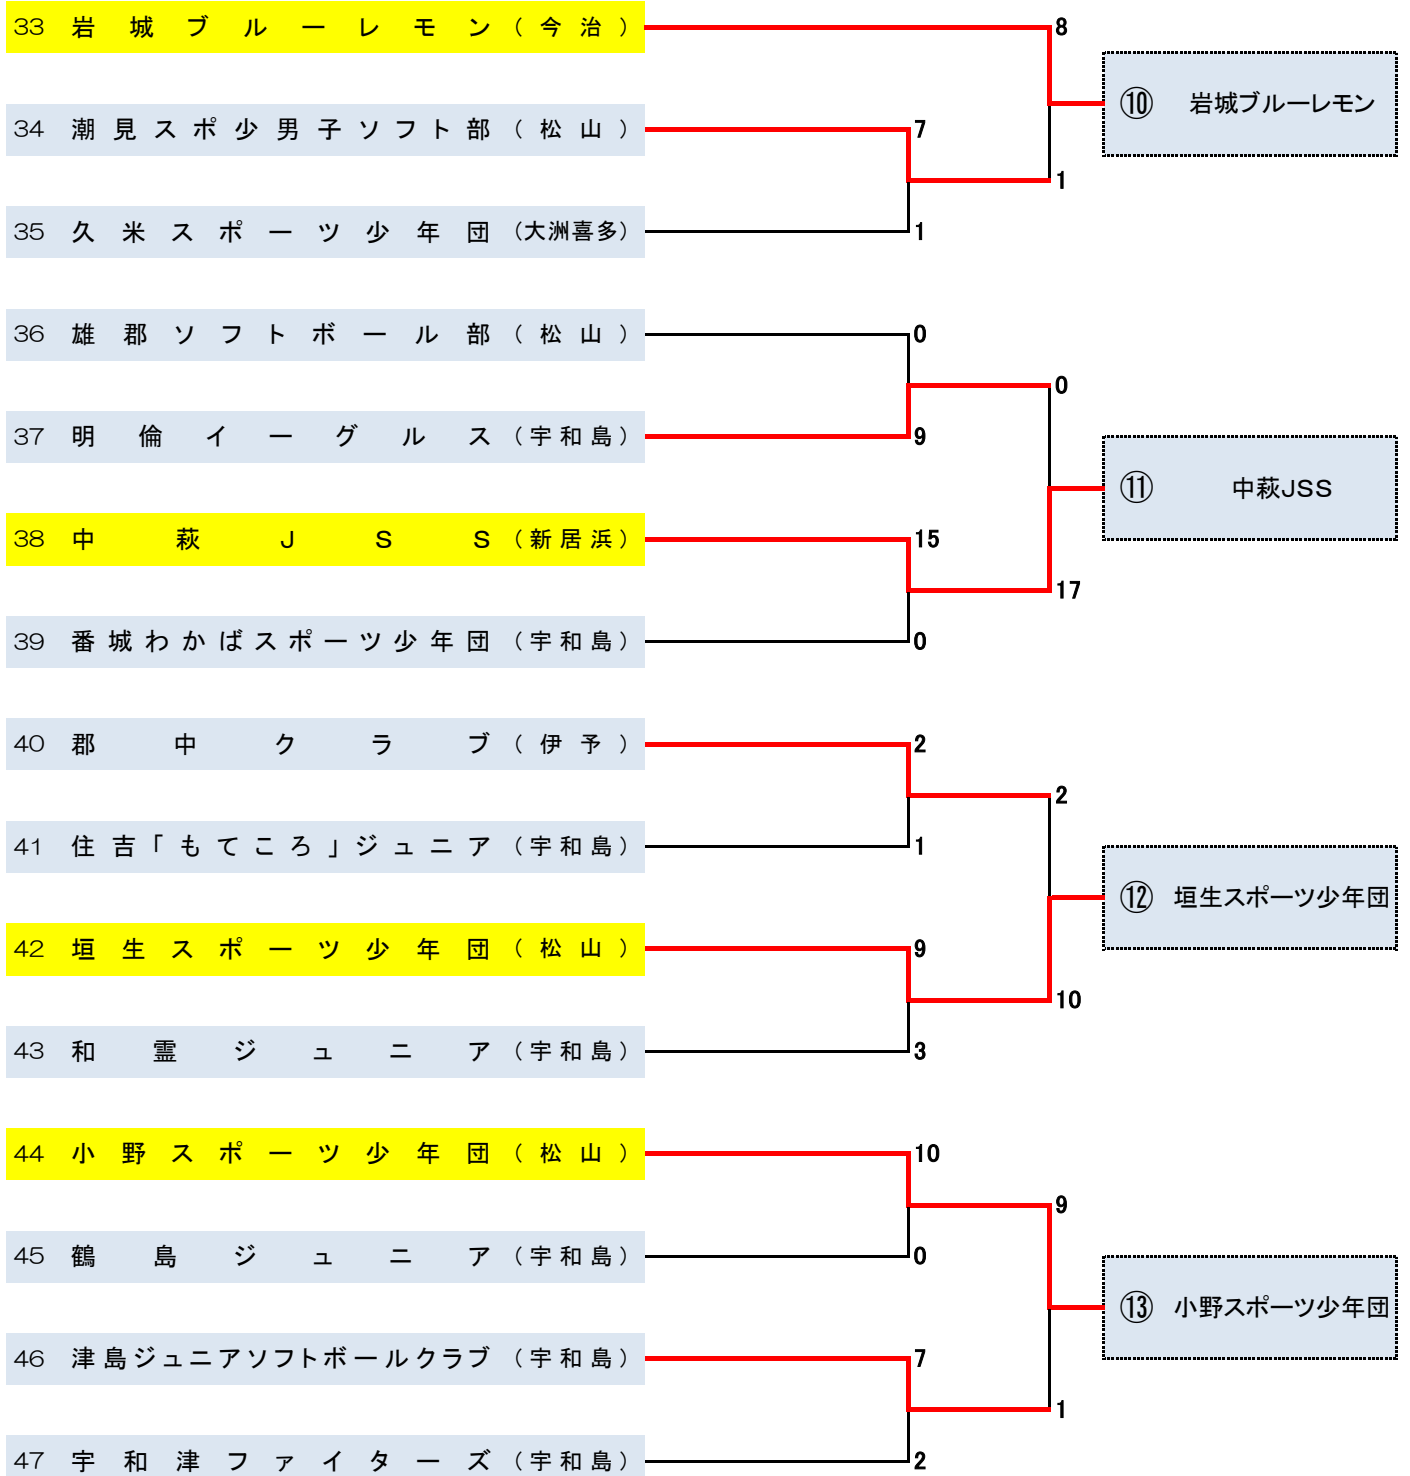 33 岩城ブルーレモン（今治） 8
⑩ 岩城ブルーレモン
34 潮見スポ少男子ソフト部（松山） 7
1
35 久米スポーツ少年団（大洲喜多） 1
36 雄郡ソフトボール部（松山） 0
0
37 明倫イーグルス（宇和島） 9
⑪ 中萩JSS
38 中萩JSS（新居浜） 15
17
39 番城わかばスポーツ少年団（宇和島） 0
40 郡中クラブ（伊予） 2
2
41 住吉「もてころ」ジュニア（宇和島） 1
⑫ 垣生スポーツ少年団
42 垣生スポーツ少年団（松山） 9
10
43 和霊ジュニア（宇和島） 3
44 小野スポーツ少年団（松山） 10
9
45 鶴島ジュニア（宇和島） 0
⑬ 小野スポーツ少年団
46 津島ジュニアソフトボールクラブ（宇和島） 7
1
47 宇和津ファイターズ（宇和島） 2